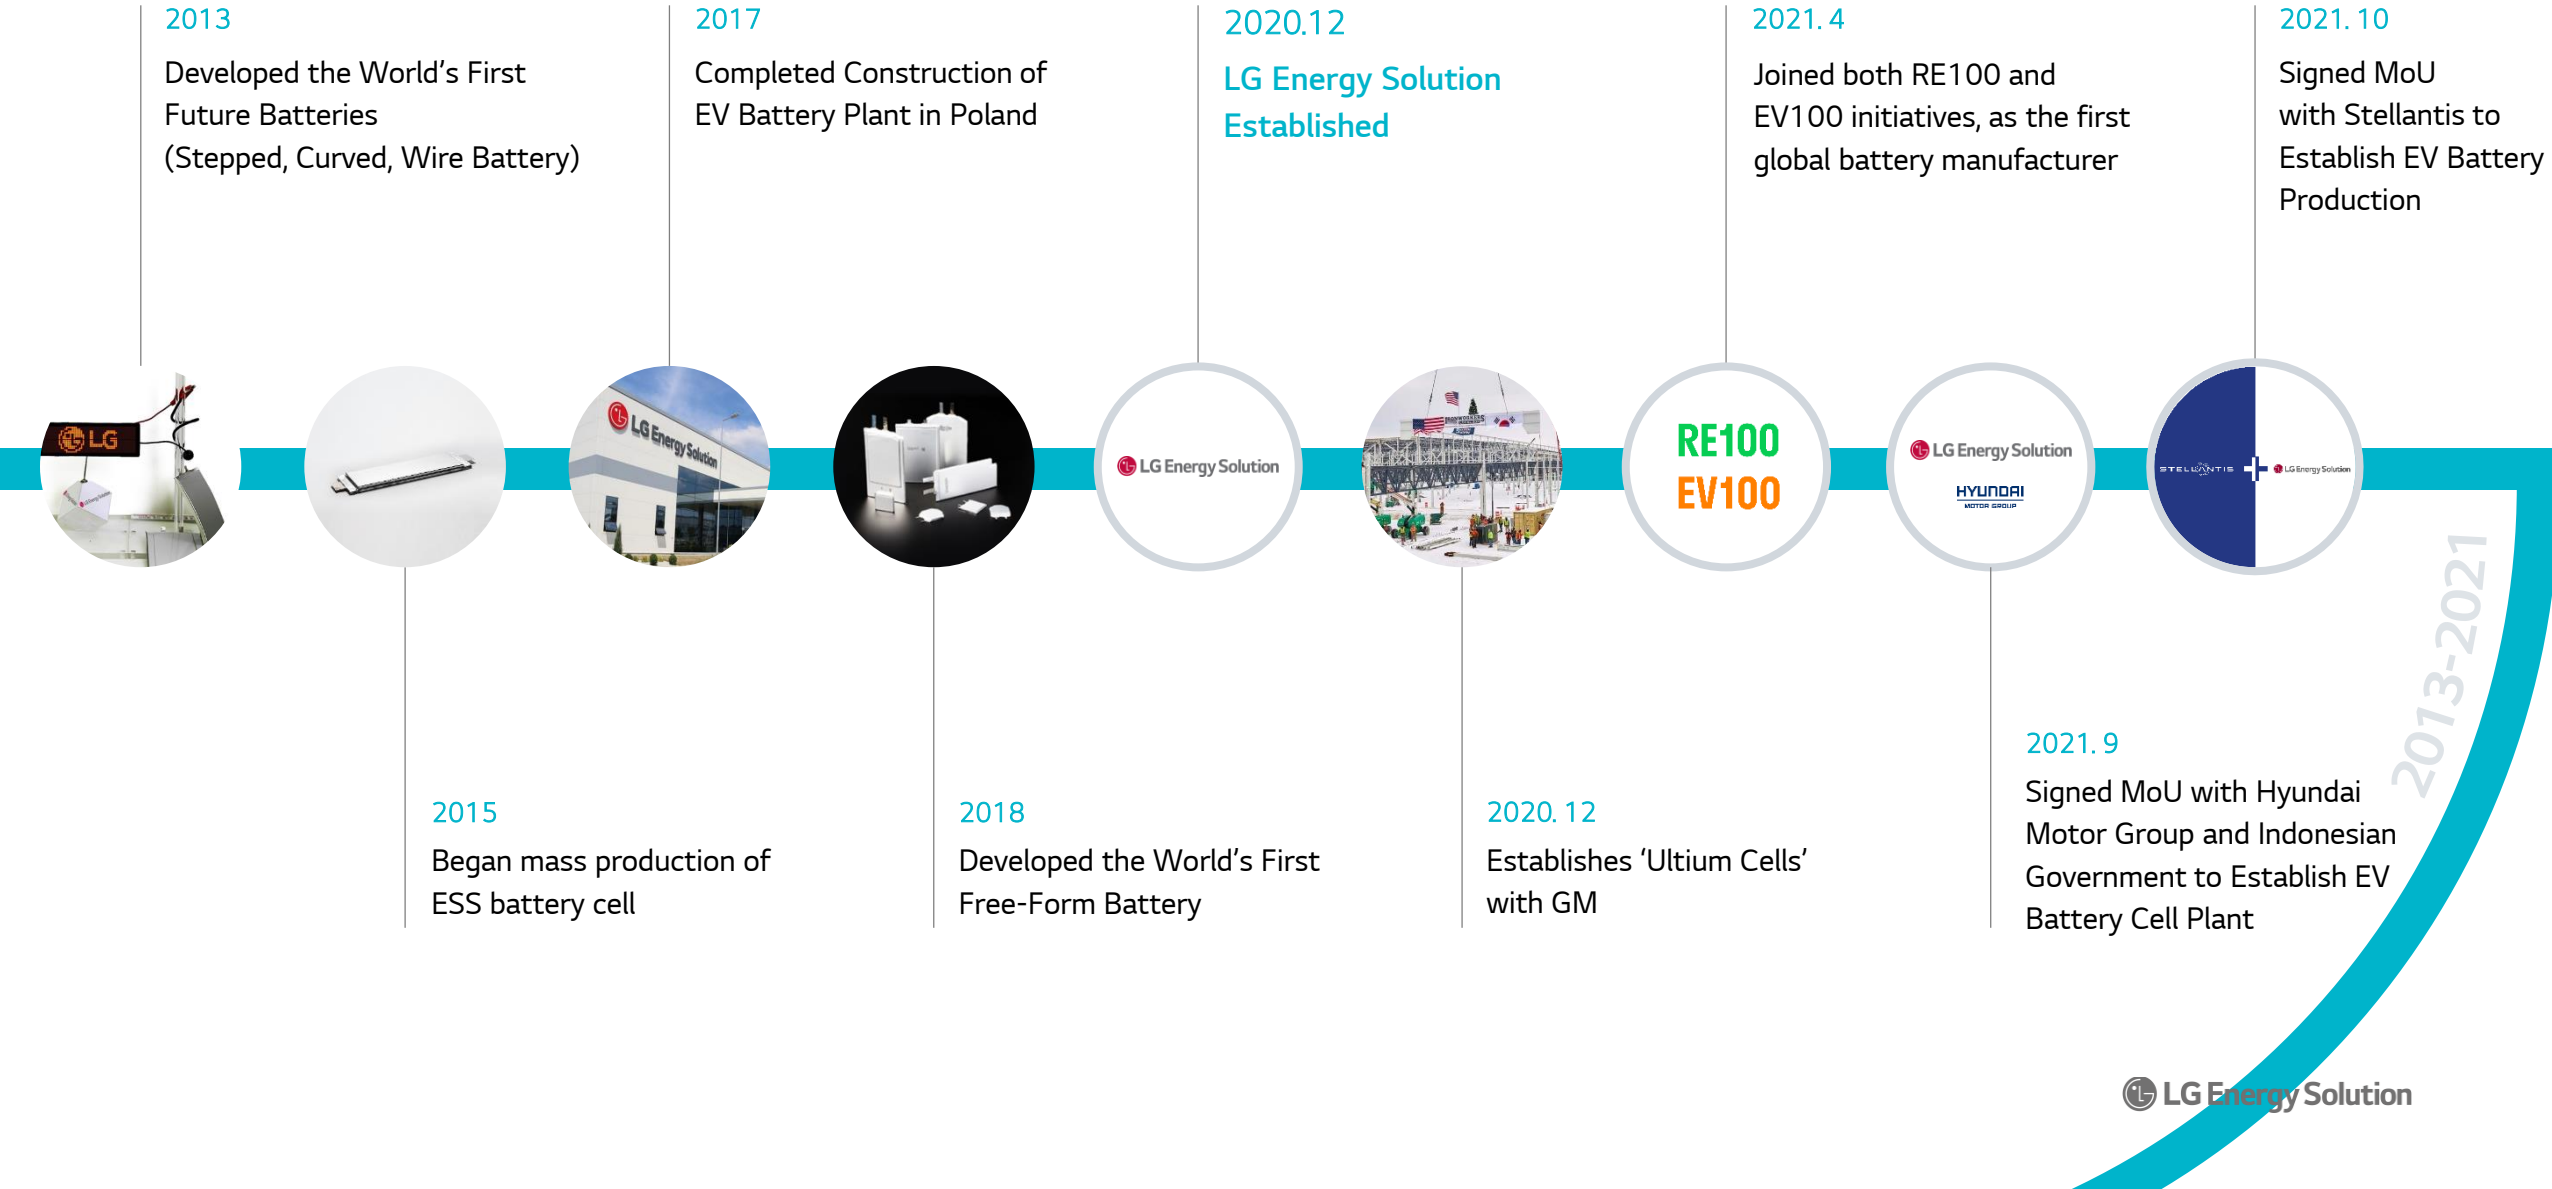 2013
Developed the World's First
Future Batteries
(Stepped, Curved, Wire Battery)
2017
Completed Construction of
EV Battery Plant in Poland
2020.12
LG Energy Solution
Established
2021. 4
Joined both RE100 and
EV100 initiatives, as the first
global battery manufacturer
2021. 10
Signed MoU
with Stellantis to
Establish EV Battery
Production
LG
LG Energy Solution
LG Energy Solution
LG Energy Solution
RE100
EV100
LG Energy Solution
HYUNDAI
MOTOR GROUP
STELLANTIS
LG Energy Solution
2013-2021
2015
Began mass production of
ESS battery cell
2018
Developed the World's First
Free-Form Battery
2020. 12
Establishes ‘Ultium Cells’
with GM
2021. 9
Signed MoU with Hyundai
Motor Group and Indonesian
Government to Establish EV
Battery Cell Plant
LG Energy Solution